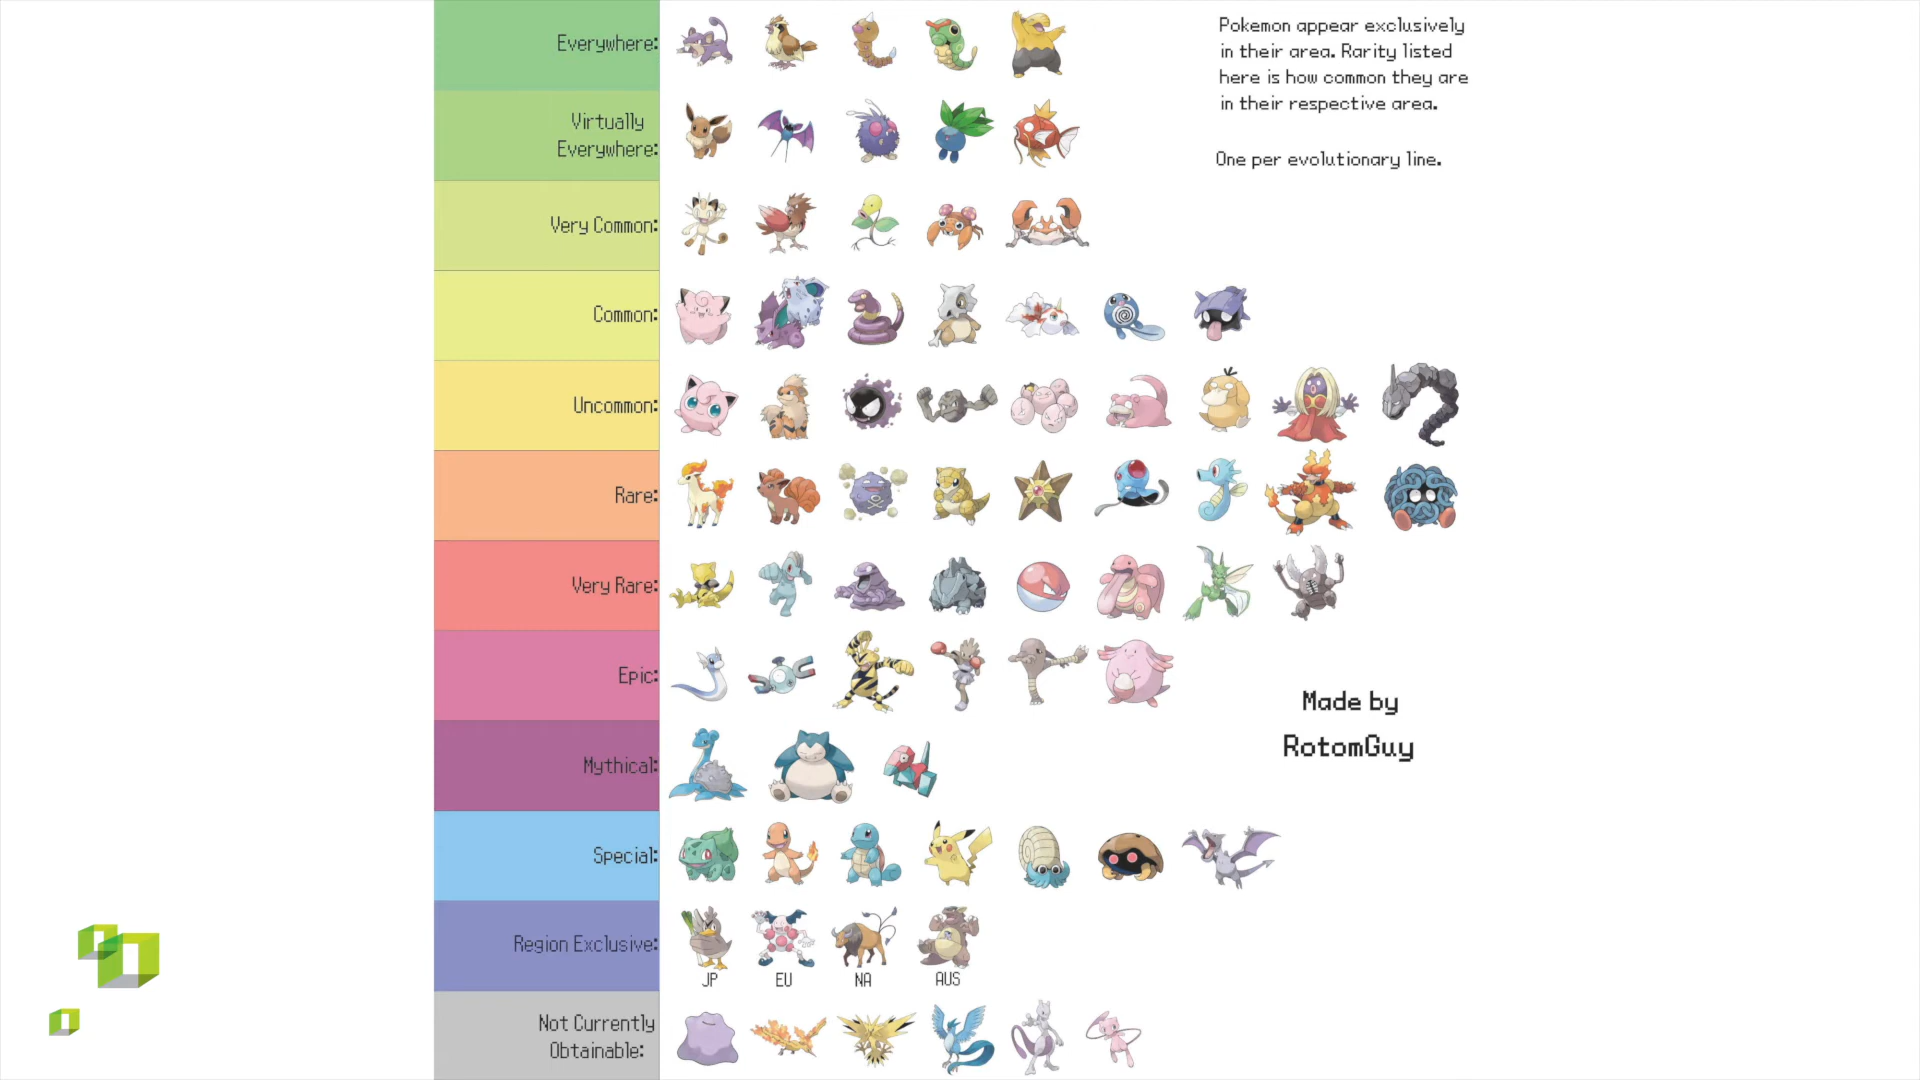 Everywhere:
Pokemon appear exclusively
in their area. Rarity listed
here is how common they are
in their respective area.
One per evolutionary line.
Virtually
Everywhere:
Very Common:
Common:
Uncommon:
Rare:
Very Rare:
Epic:
Made by
RotomGuy
Mythical:
Special:
Region Exclusive:
JP
EU
NA
AUS
Not Currently
Obtainable: